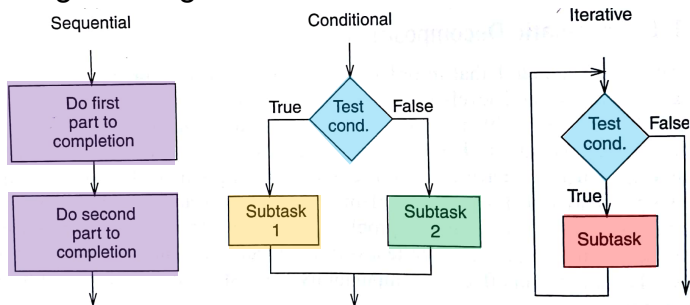 Sequential
Do first
part to
completion
Do second
part to
completion
Conditional
True
Test
cond.
False
Subtask
1
Subtask
2
Iterative
Test
cond.
False
True
Subtask